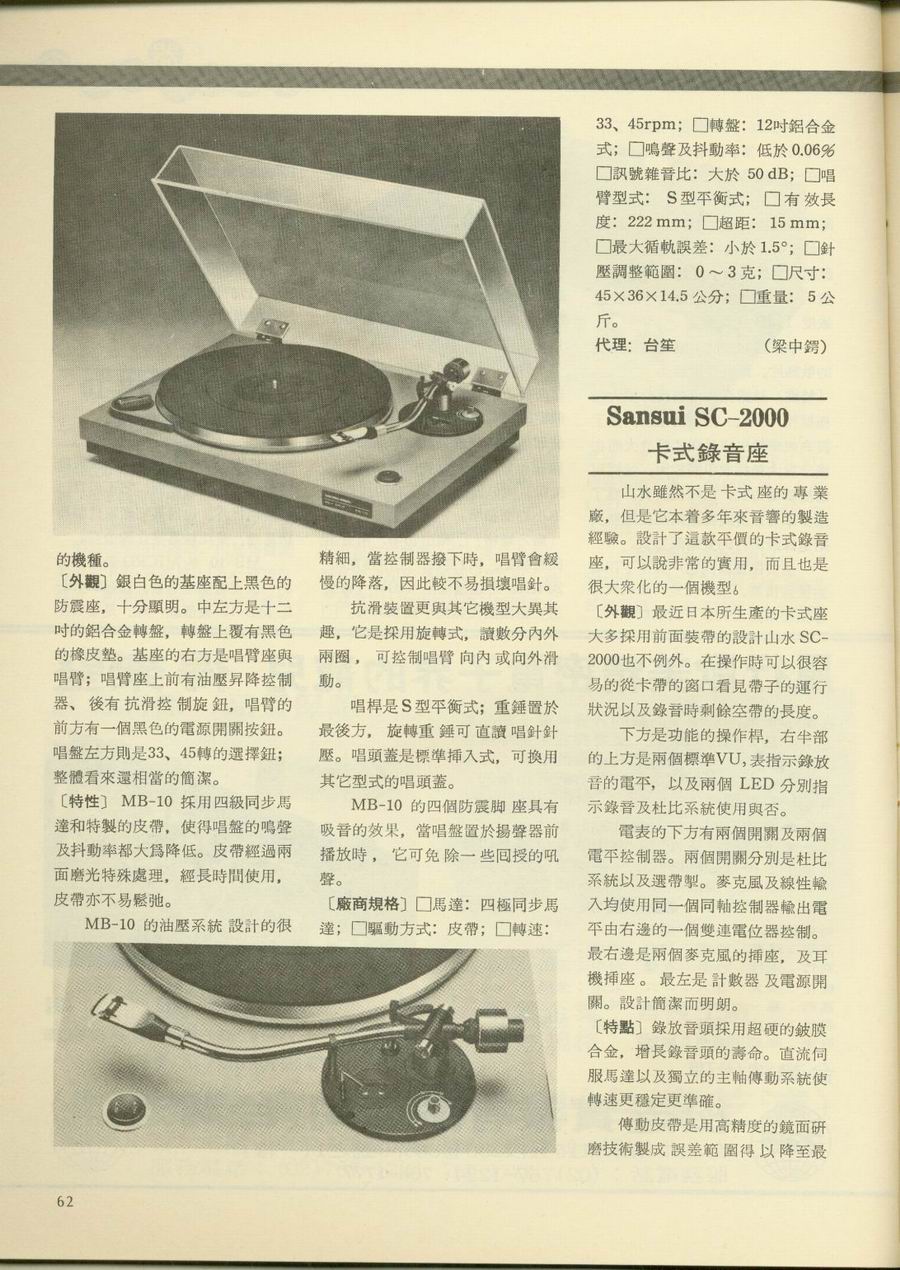 的機種。
〔外觀〕銀白色的基座配上黑色的
防震座，十分顯明。中左方是十二
吋的鋁合金轉盤，轉盤上覆有黑色
的橡皮墊。基座的右方是唱臂座與
唱臂；唱臂座上前有油壓昇降控制
器、後有抗滑控制旋鈕，唱臂的
前方有一個黑色的電源開關按鈕。
唱盤左方則是33、45轉的選擇鈕；
整體看來還相當的簡潔。
〔特性〕MB-10 採用四級同步馬
達和特製的皮帶，使得唱盤的鳴聲
及抖動率都大爲降低。皮帶經過兩
面磨光特殊處理，經長時間使用，
皮帶亦不易鬆弛。
MB-10 的油壓系統設計的很
精細，當控制器撥下時，唱臂會緩
慢的降落，因此較不易損壞唱針。
抗滑裝置更與其它機型大異其
趣，它是採用旋轉式，讀數分內外
兩圈，可控制唱臂向內或向外滑
動。
唱桿是S型平衡式；重錘置於
最後方，旋轉重錘可直讀唱針針
壓。唱頭蓋是標準挿入式，可換用
其它型式的唱頭蓋。
MB-10 的四個防震脚座具有
吸音的效果，當唱盤置於揚聲器前
播放時，它可免除一些回授的吼
聲。
〔廠商規格〕□馬達：四極同步馬
達；□驅動方式：皮帶；□轉速：
33、45rpm；□轉盤：12吋鋁合金
式；□鳴聲及抖動率：低於0.06%
□訊號雜音比：大於 50 dB；□唱
臂型式：S型平衡式；□有效長
度：222 mm；□超距：15 mm；
□最大循軌誤差：小於1.5°；□針
壓調整範圍：0～3克；□尺寸：
45×36×14.5公分；□重量：5公
斤。
代理：台笙 （梁中鍔）
Sansui SC-2000
卡式錄音座
山水雖然不是卡式座的專業
廠，但是它本着多年來音響的製造
經驗。設計了這款平價的卡式錄音
座，可以說非常的實用，而且也是
很大衆化的一個機型。
〔外觀〕最近日本所生產的卡式座
大多採用前面裝帶的設計山水 SC-
2000也不例外。在操作時可以很容
易的從卡帶的窗口看見帶子的運行
狀況以及錄音時剩餘空帶的長度。
下方是功能的操作桿，右半部
的上方是兩個標準VU，表指示錄放
音的電平，以及兩個 LED 分別指
示錄音及杜比系統使用與否。
電表的下方有兩個開關及兩個
電平控制器。兩個開關分別是杜比
系統以及選帶掣。麥克風及線性輸
入均使用同一個同軸控制器輸出電
平由右邊的一個雙連電位器控制。
最右邊是兩個麥克風的挿座，及耳
機挿座。最左是計數器及電源開
關。設計簡潔而明朗。
〔特點〕錄放音頭採用超硬的鈹膜
合金，增長錄音頭的壽命。直流伺
服馬達以及獨立的主軸傳動系統使
轉速更穩定更準確。
傳動皮帶是用高精度的鏡面研
磨技術製成誤差範圍得以降至最
62